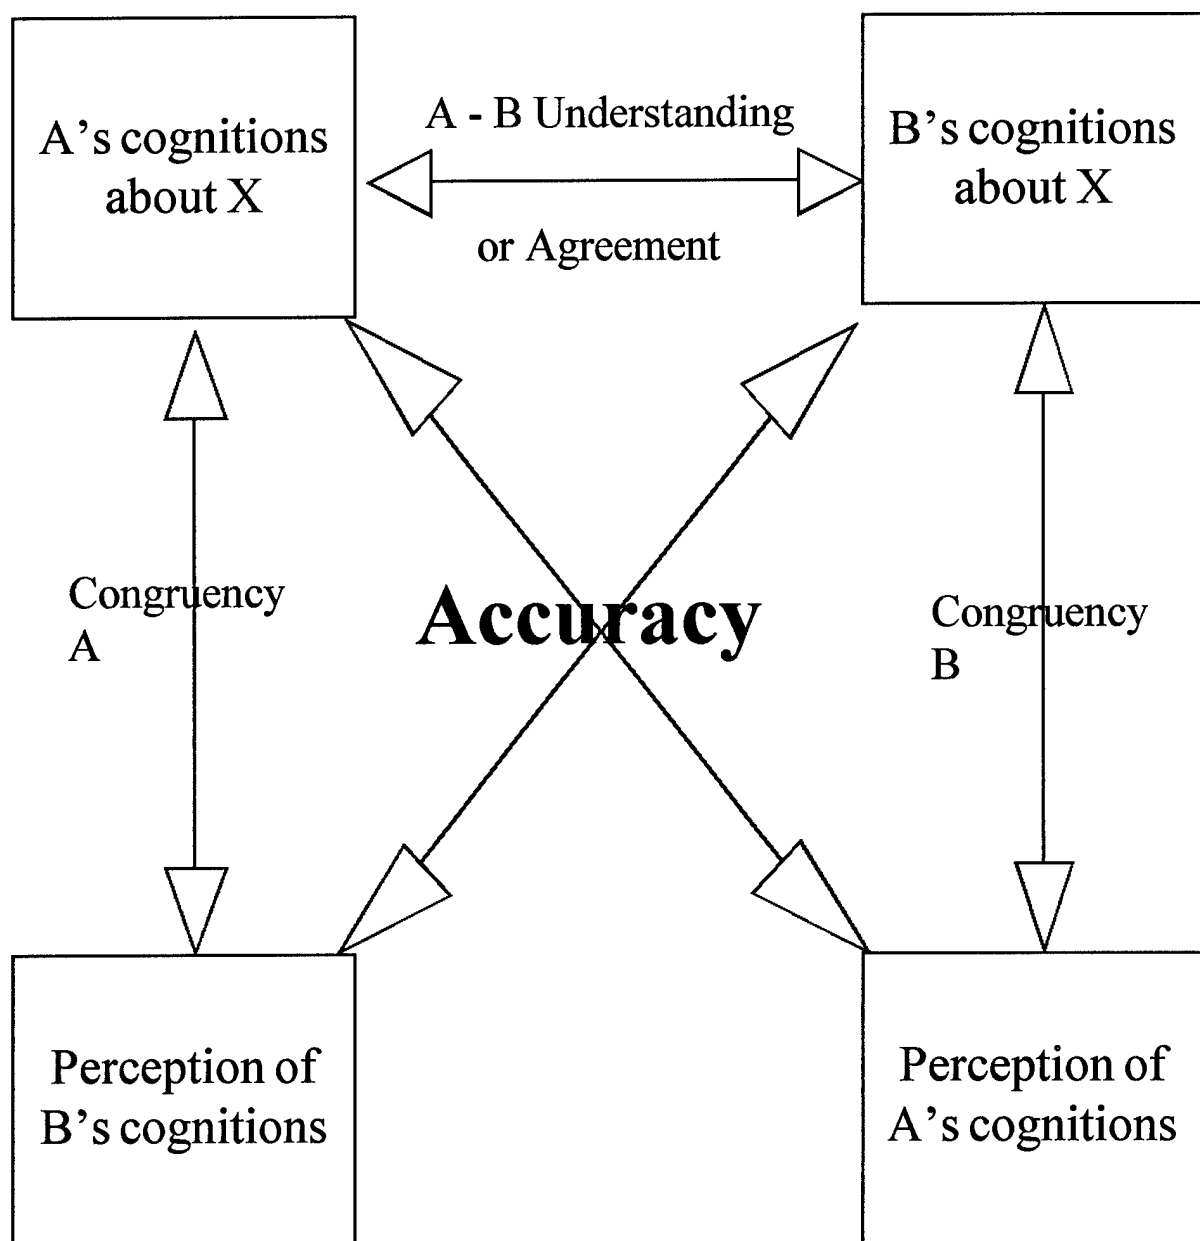 A's cognitions
about X
A - B Understanding
or Agreement
B's cognitions
about X
Congruency
A
Accuracy
Congruency
B
Perception of
B's cognitions
Perception of
A's cognitions